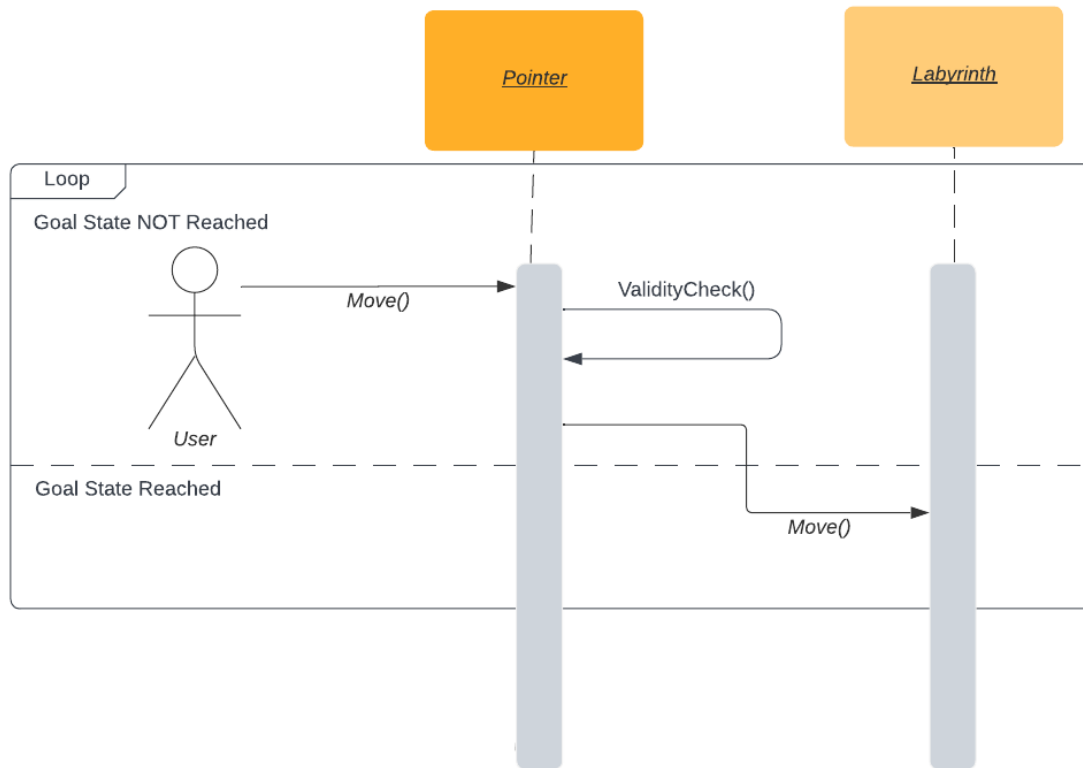 Pointer
Labyrinth
Loop
Goal State NOT Reached
Move()
ValidityCheck()
User
Goal State Reached
Move()